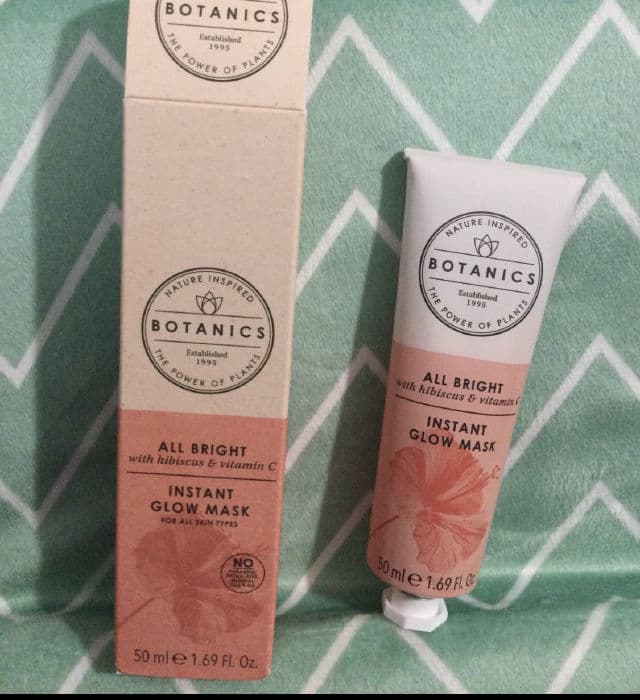 BOTANICS
Established
1995
THE POWER OF PLANTS
NATURE INSPIRED
BOTANICS
Established
1995
THE POWER OF PLANTS
ALL BRIGHT
with hibiscus & vitamin C
INSTANT
GLOW MASK
FOR ALL SKIN TYPES
NO
50 ml e 1.69 Fl. Oz.
NATURE INSPIRED
BOTANICS
Established
1995
THE POWER OF PLANTS
ALL BRIGHT
with hibiscus & vitamin C
INSTANT
GLOW MASK
50 ml e 1.69 Fl. Oz